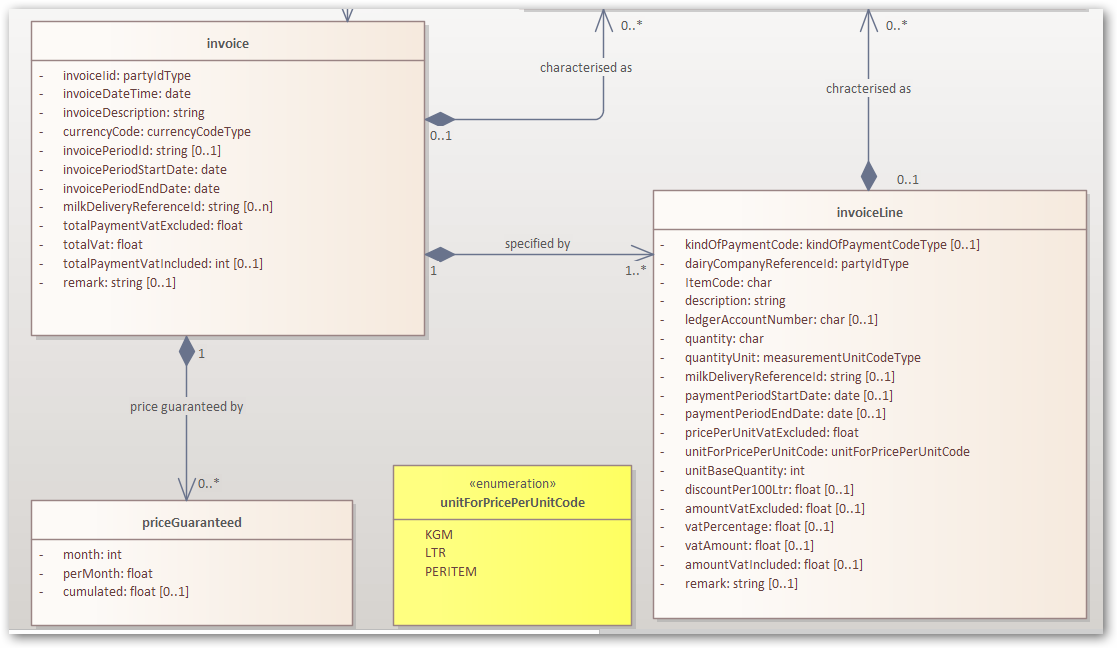 invoice
- invoiceIid: partyIdType
- invoiceDateTime: date
- invoiceDescription: string
- currencyCode: currencyCodeType
- invoicePeriodId: string [0..1]
- invoicePeriodStartDate: date
- invoicePeriodEndDate: date
- milkDeliveryReferenceId: string [0..n]
- totalPaymentVatExcluded: float
- totalVat: float
- totalPaymentVatIncluded: int [0..1]
- remark: string [0..1]
0..*
characterised as
0..1
0..*
chracterised as
0..1
specified by
1
1..*
invoiceLine
- kindOfPaymentCode: kindOfPaymentCodeType [0..1]
- dairyCompanyReferenceId: partyIdType
- ItemCode: char
- description: string
- ledgerAccountNumber: char [0..1]
- quantity: char
- quantityUnit: measurementUnitCodeType
- milkDeliveryReferenceId: string [0..1]
- paymentPeriodStartDate: date [0..1]
- paymentPeriodEndDate: date [0..1]
- pricePerUnitVatExcluded: float
- unitForPricePerUnitCode: unitForPricePerUnitCode
- unitBaseQuantity: int
- discountPer100Ltr: float [0..1]
- amountVatExcluded: float [0..1]
- vatPercentage: float [0..1]
- vatAmount: float [0..1]
- amountVatIncluded: float [0..1]
- remark: string [0..1]
1
price guaranteed by
0..*
priceGuaranteed
- month: int
- perMonth: float
- cumulated: float [0..1]
«enumeration»
unitForPricePerUnitCode
KGM
LTR
PERITEM